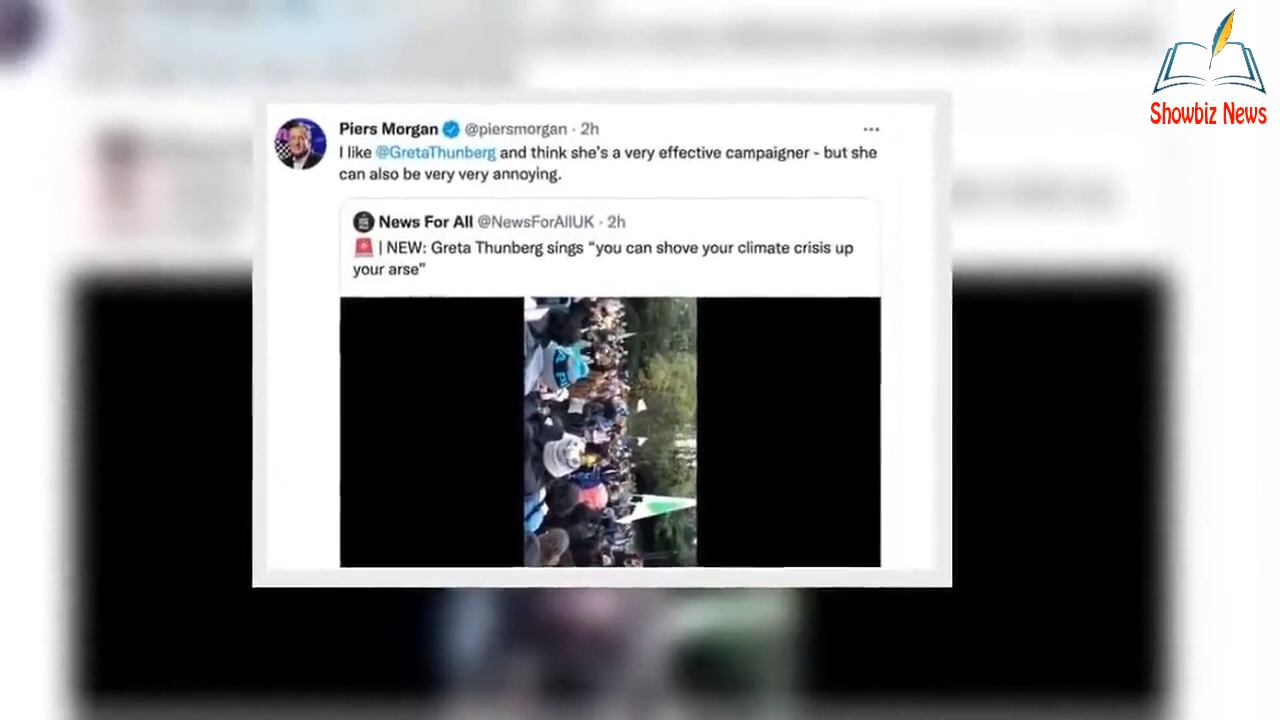 Piers Morgan @piersmorgan · 2h
I like @GretaThunberg and think she's a very effective campaigner - but she
can also be very very annoying.
News For All @NewsForAllUK · 2h
🚨 | NEW: Greta Thunberg sings “you can shove your climate crisis up
your arse”
Showbiz News